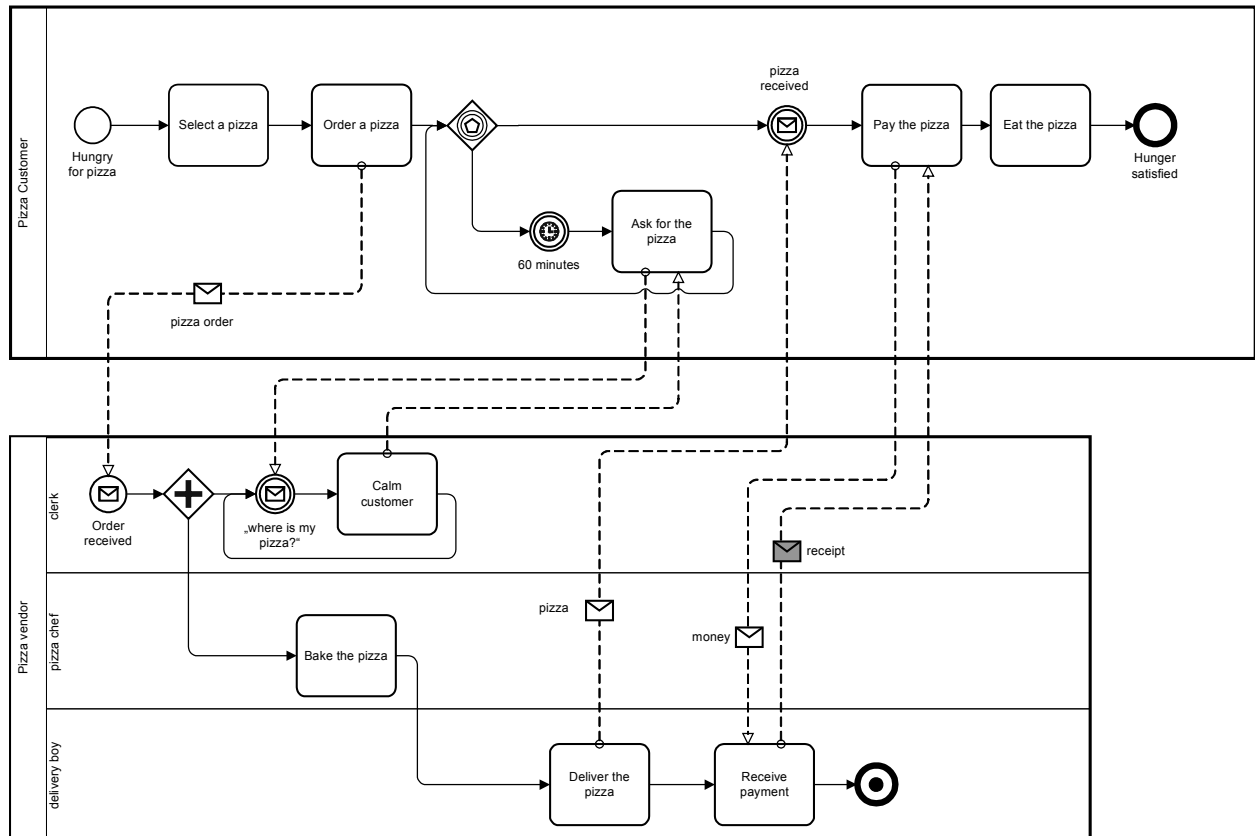 Pizza Customer
Hungry
for pizza
Select a pizza
Order a pizza
pizza
received
Pay the pizza
Eat the pizza
Hunger
satisfied
60 minutes
Ask for the
pizza
pizza order
Pizza vendor
clerk
Order
received
„where is my
pizza?“
Calm
customer
receipt
pizza chef
Bake the pizza
pizza
money
delivery boy
Deliver the
pizza
Receive
payment